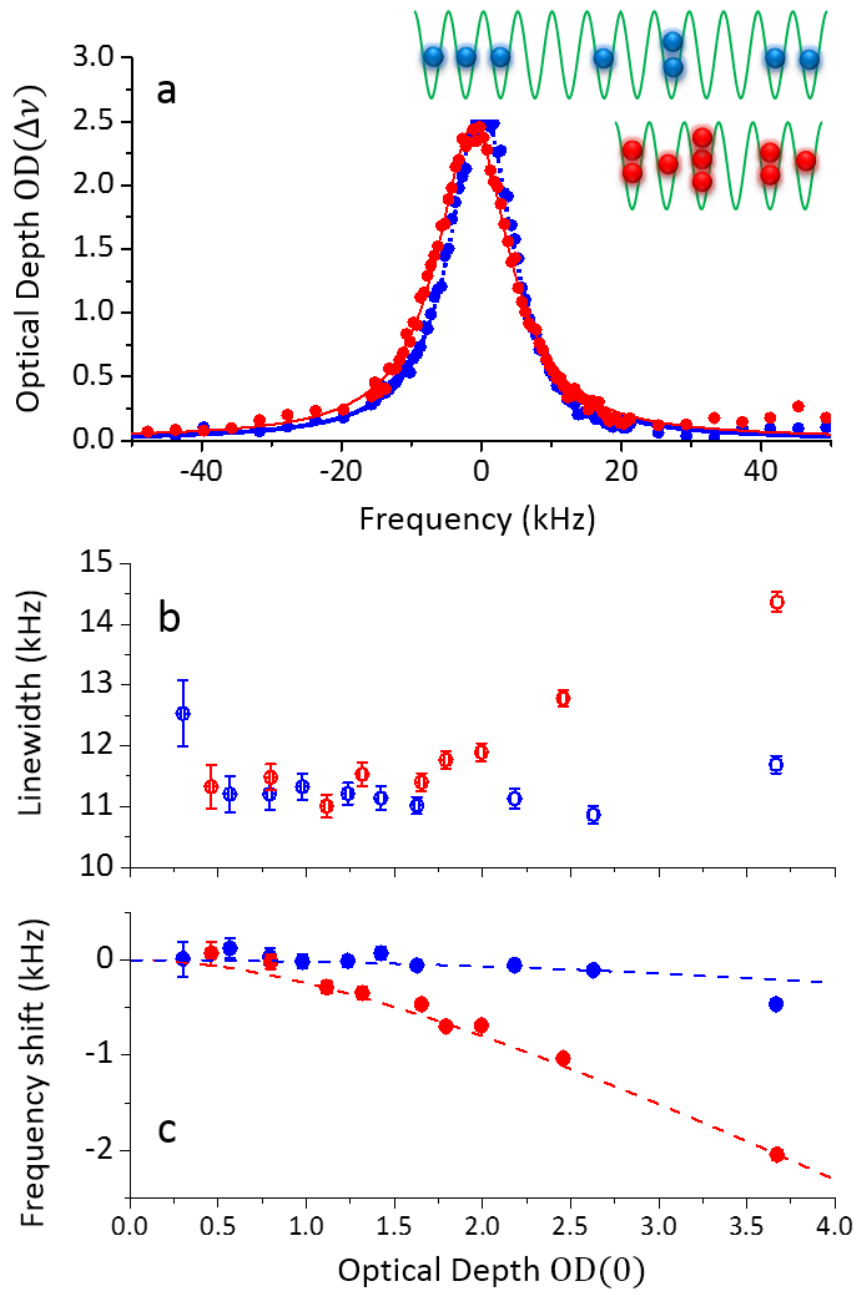 a
3.0
2.5
2.0
1.5
1.0
0.5
0.0
Optical Depth OD(Δν)
-40 -20 0 20 40
Frequency (kHz)
b
15
14
13
12
11
10
Linewidth (kHz)
c
0
-1
-2
Frequency shift (kHz)
0.0 0.5 1.0 1.5 2.0 2.5 3.0 3.5 4.0
Optical Depth OD(0)